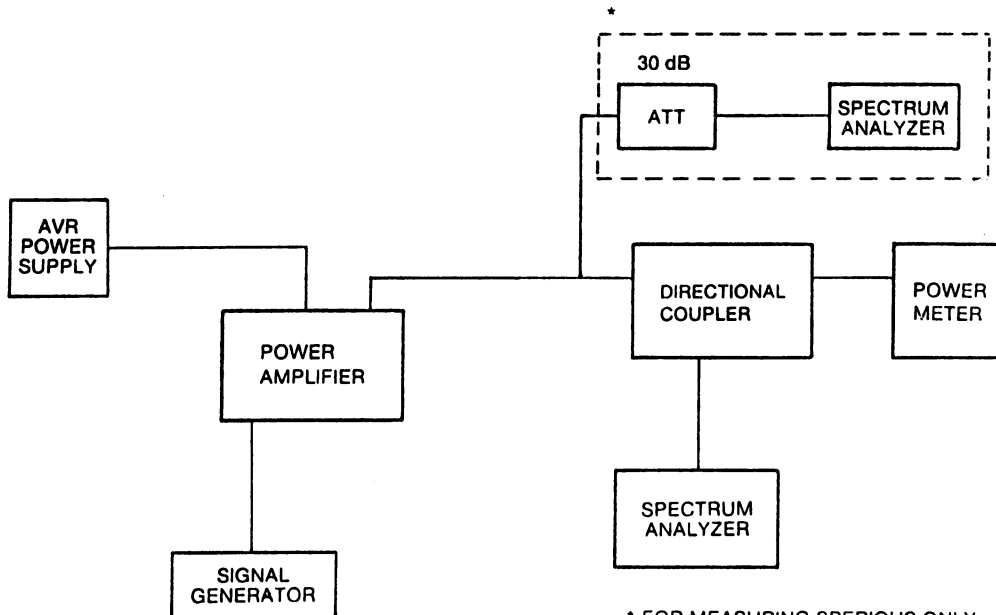 *
30 dB
ATT
SPECTRUM
ANALYZER
AVR
POWER
SUPPLY
DIRECTIONAL
COUPLER
POWER
METER
POWER
AMPLIFIER
SPECTRUM
ANALYZER
SIGNAL
GENERATOR
* FOR MEASURING SPERIOUS ONLY